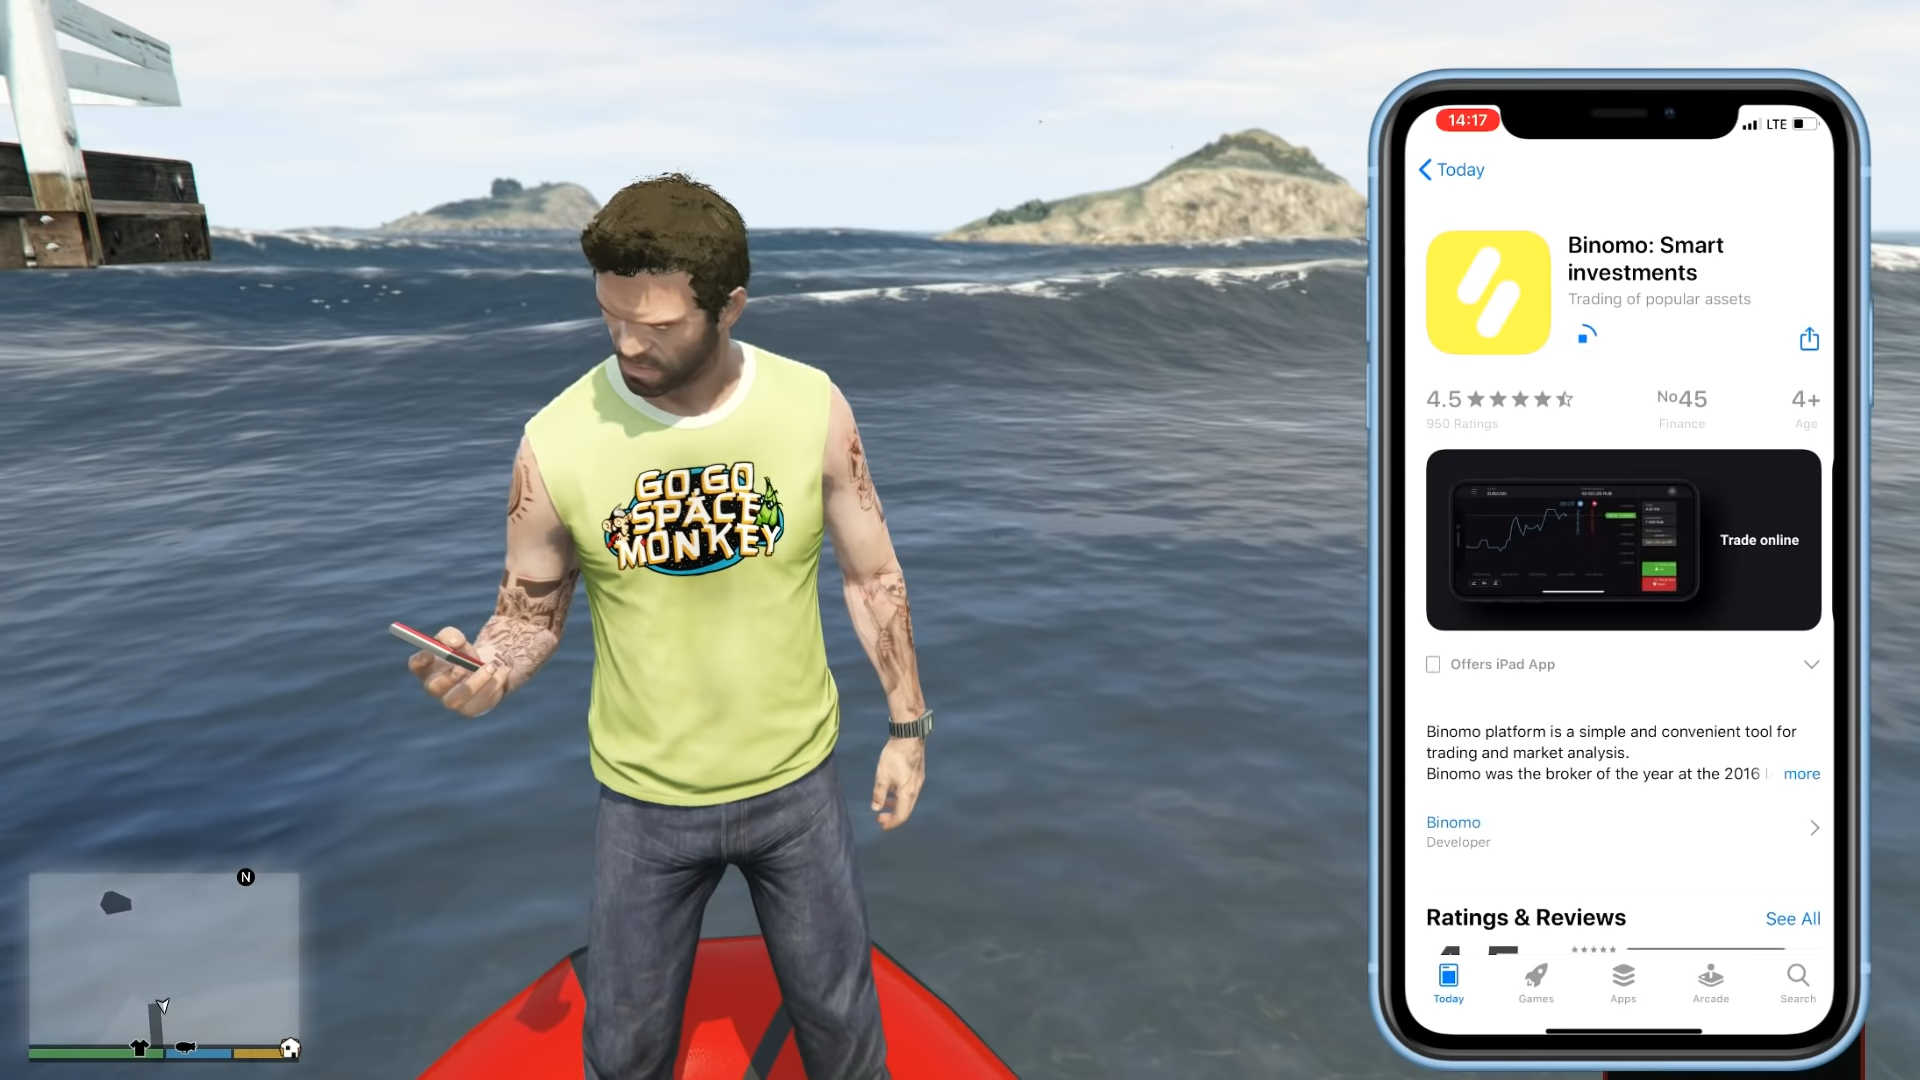 GO.GO
SPACE
MONKEY
N
14:17
LTE
Today
Binomo: Smart
investments
Trading of popular assets
4.5
No45
4+
950 Ratings
Finance
Age
Trade online
Offers iPad App
Binomo platform is a simple and convenient tool for
trading and market analysis.
Binomo was the broker of the year at the 2016
more
Binomo
Developer
Ratings & Reviews
See All
Today
Games
Apps
Arcade
Search